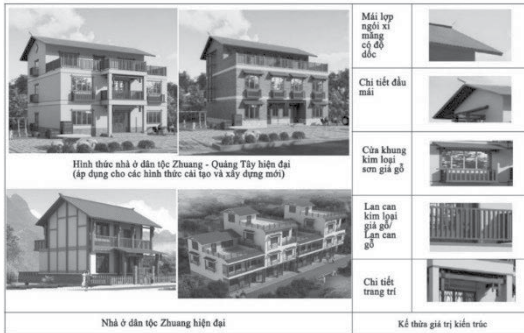 Mái lợp
ngói xi
măng
có độ
dốc
Chi tiết đầu
mái
Hình thức nhà ở dân tộc Zhuang - Quảng Tây hiện đại
(áp dụng cho các hình thức cải tạo và xây dựng mới)
Cửa khung
kim loại
sơn giả gỗ
Lan can
kim loại
giả gỗ/
Lan can
gỗ
Chi tiết
trang trí
Nhà ở dân tộc Zhuang hiện đại
Kế thừa giá trị kiến trúc